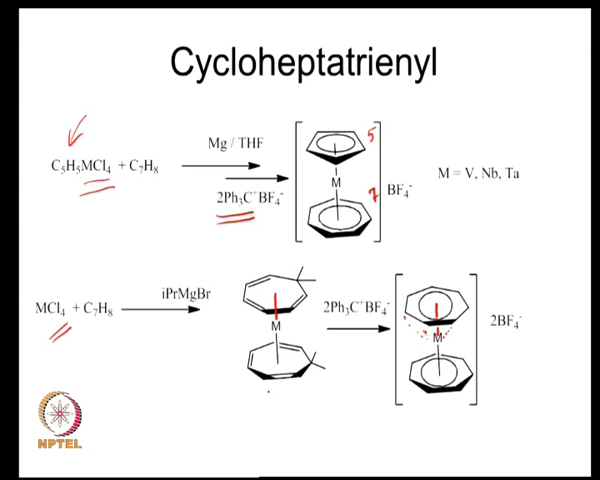 Cycloheptatrienyl
C₅H₅MCl₄ + C₇H₈
Mg / THF
2Ph₃C⁺BF₄⁻
5
M
7
BF₄⁻
M = V, Nb, Ta
MCl₄ + C₇H₈
iPrMgBr
M
2Ph₃C⁺BF₄⁻
M
2BF₄⁻
NPTEL